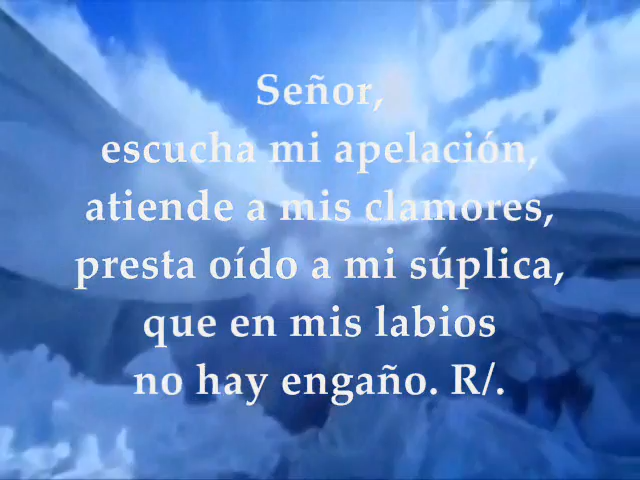 Señor,
escucha mi apelación,
atiende a mis clamores,
presta oído a mi súplica,
que en mis labios
no hay engaño. R/.